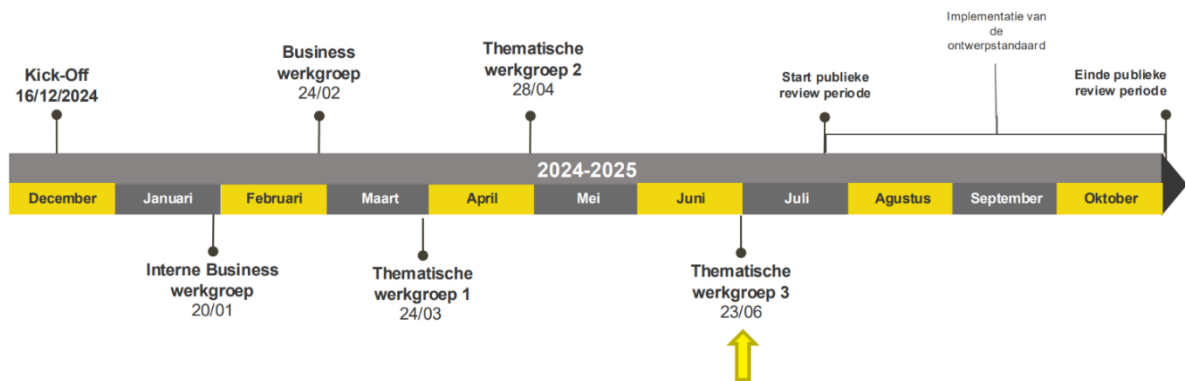 Implementatie van
de
ontwerpstandaard
Kick-Off
16/12/2024
Business
werkgroep
24/02
Thematische
werkgroep 2
28/04
Start publieke
review periode
Einde publieke
review periode
2024-2025
December
Januari
Februari
Maart
April
Mei
Juni
Juli
Agustus
September
Oktober
Interne Business
werkgroep
20/01
Thematische
werkgroep 1
24/03
Thematische
werkgroep 3
23/06